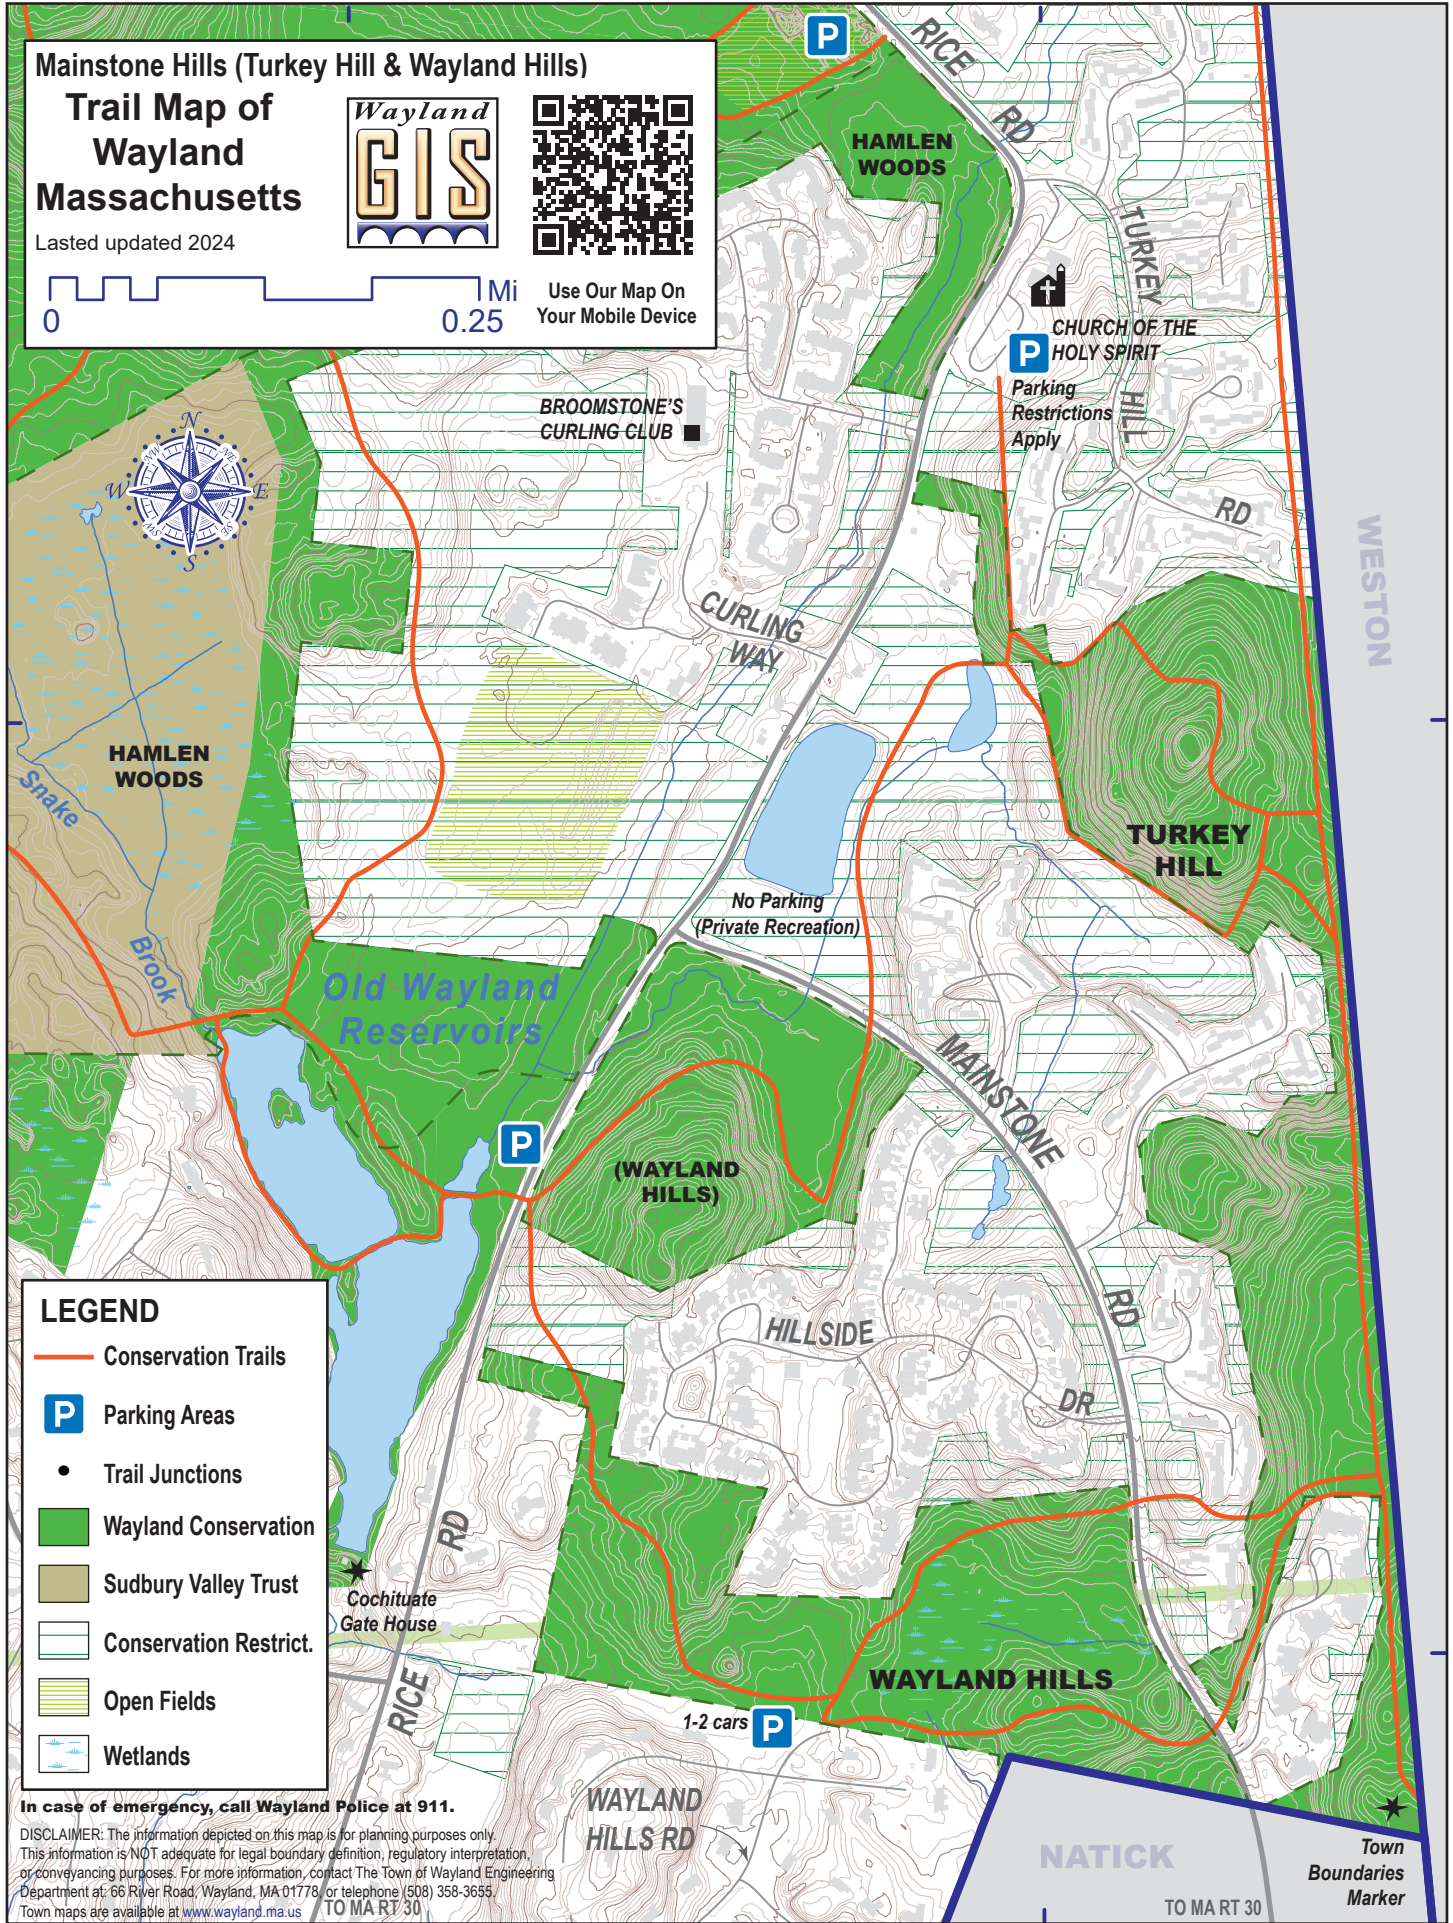 Mainstone Hills (Turkey Hill & Wayland Hills)
Trail Map of
Wayland
Massachusetts
Lasted updated 2024
Wayland
GIS
Use Our Map On
Your Mobile Device
Mi
0
0.25
P
RICE
RD
HAMLEN
WOODS
TURKEY
HILL
RD
CHURCH OF THE
HOLY SPIRIT
P
Parking
Restrictions
Apply
BROOMSTONE'S
CURLING CLUB
N
NE
E
SE
S
SW
W
NW
WESTON
CURLING
WAY
HAMLEN
WOODS
Snake
Brook
TURKEY
HILL
No Parking
(Private Recreation)
Old Wayland
Reservoirs
MAINSTONE
RD
P
(WAYLAND
HILLS)
HILLSIDE
DR
LEGEND
Conservation Trails
P
Parking Areas
Trail Junctions
Wayland Conservation
Sudbury Valley Trust
Conservation Restrict.
Open Fields
Wetlands
RD
RICE
Cochituate
Gate House
WAYLAND HILLS
1-2 cars
P
WAYLAND
HILLS RD
NATICK
Town
Boundaries
Marker
In case of emergency, call Wayland Police at 911.
DISCLAIMER: The information depicted on this map is for planning purposes only.
This information is NOT adequate for legal boundary definition, regulatory interpretation,
or conveyancing purposes. For more information, contact The Town of Wayland Engineering
Department at: 66 River Road, Wayland, MA 01778, or telephone (508) 358-3655.
Town maps are available at www.wayland.ma.us
TO MA RT 30
TO MA RT 30